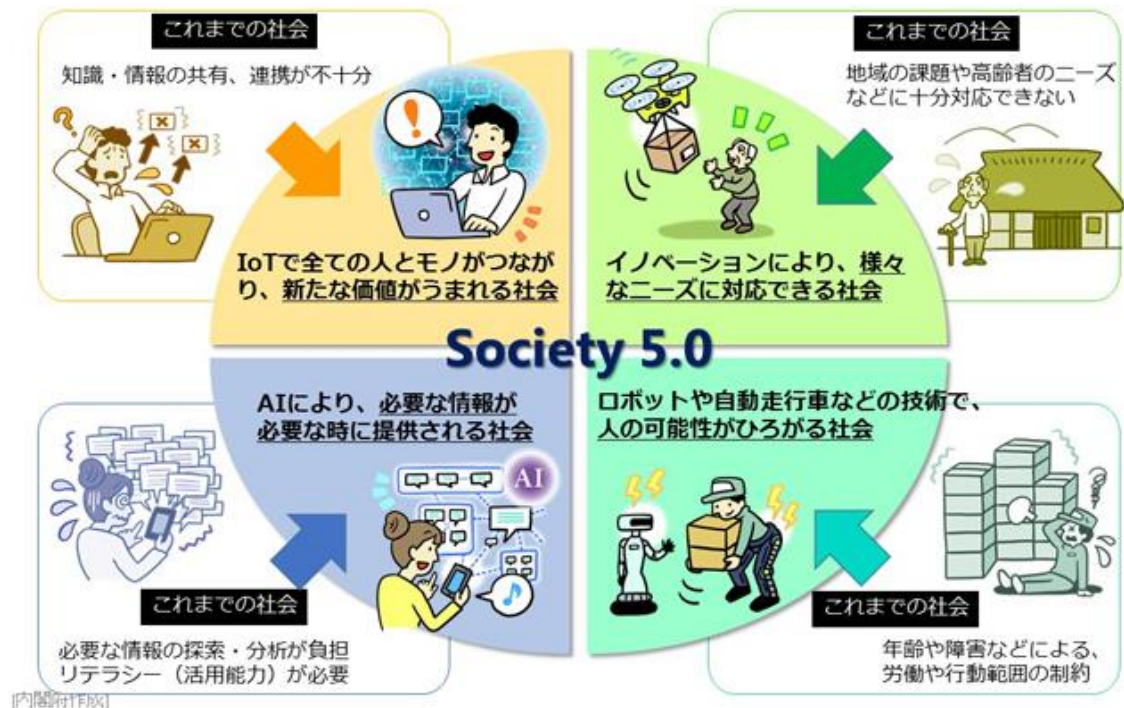 これまでの社会
知識・情報の共有、連携が不十分
IoTで全ての人とモノがつなが
り、新たな価値がうまれる社会
これまでの社会
地域の課題や高齢者のニーズ
などに十分対応できない
イノベーションにより、様々
なニーズに対応できる社会
Society 5.0
AIにより、必要な情報が
必要な時に提供される社会
AI
これまでの社会
必要な情報の探索・分析が負担
リテラシー（活用能力）が必要
ロボットや自動走行車などの技術で、
人の可能性がひろがる社会
これまでの社会
年齢や障害などによる、
労働や行動範囲の制約
[内閣府作成]